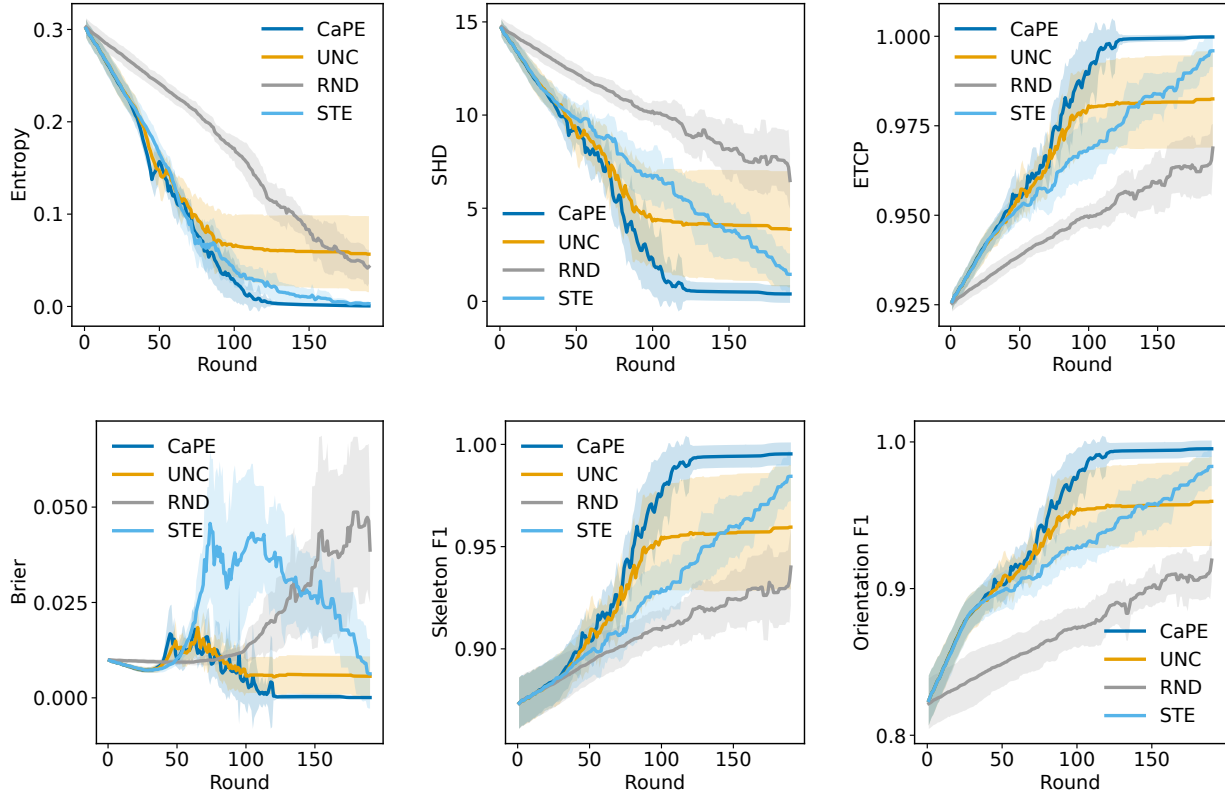 Entropy
0.3
0.2
0.1
0.0
0
50
100
150
Round
CaPE
UNC
RND
STE
SHD
15
10
5
0
0
50
100
150
Round
CaPE
UNC
RND
STE
ETCP
1.000
0.975
0.950
0.925
0
50
100
150
Round
CaPE
UNC
RND
STE
Brier
0.050
0.025
0.000
0
50
100
150
Round
CaPE
UNC
RND
STE
Skeleton F1
1.00
0.95
0.90
0
50
100
150
Round
CaPE
UNC
RND
STE
Orientation F1
1.0
0.9
0.8
0
50
100
150
Round
CaPE
UNC
RND
STE